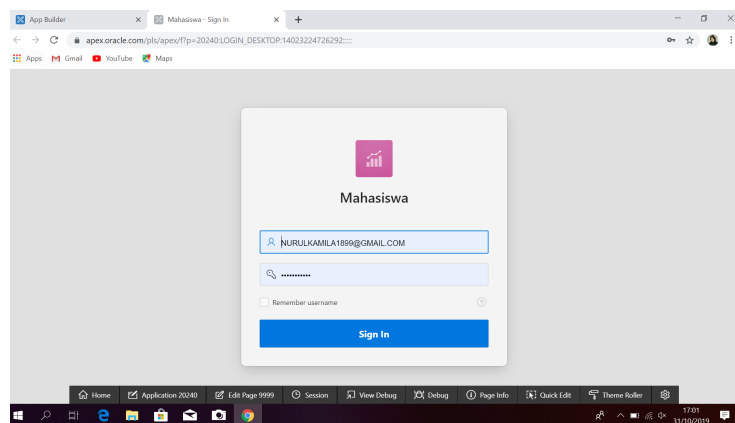 App Builder
Mahasiswa - Sign In
apex.oracle.com/pls/apex/f?p=20240:LOGIN_DESKTOP:14023224726292:::::
Apps Gmail YouTube Maps
Mahasiswa
NURULKAMILA1899@GMAIL.COM
Remember username
Sign In
Home Application 20240 Edit Page 9999 Session View Debug Debug Page Info Quick Edit Theme Roller
17:01
31/10/2019